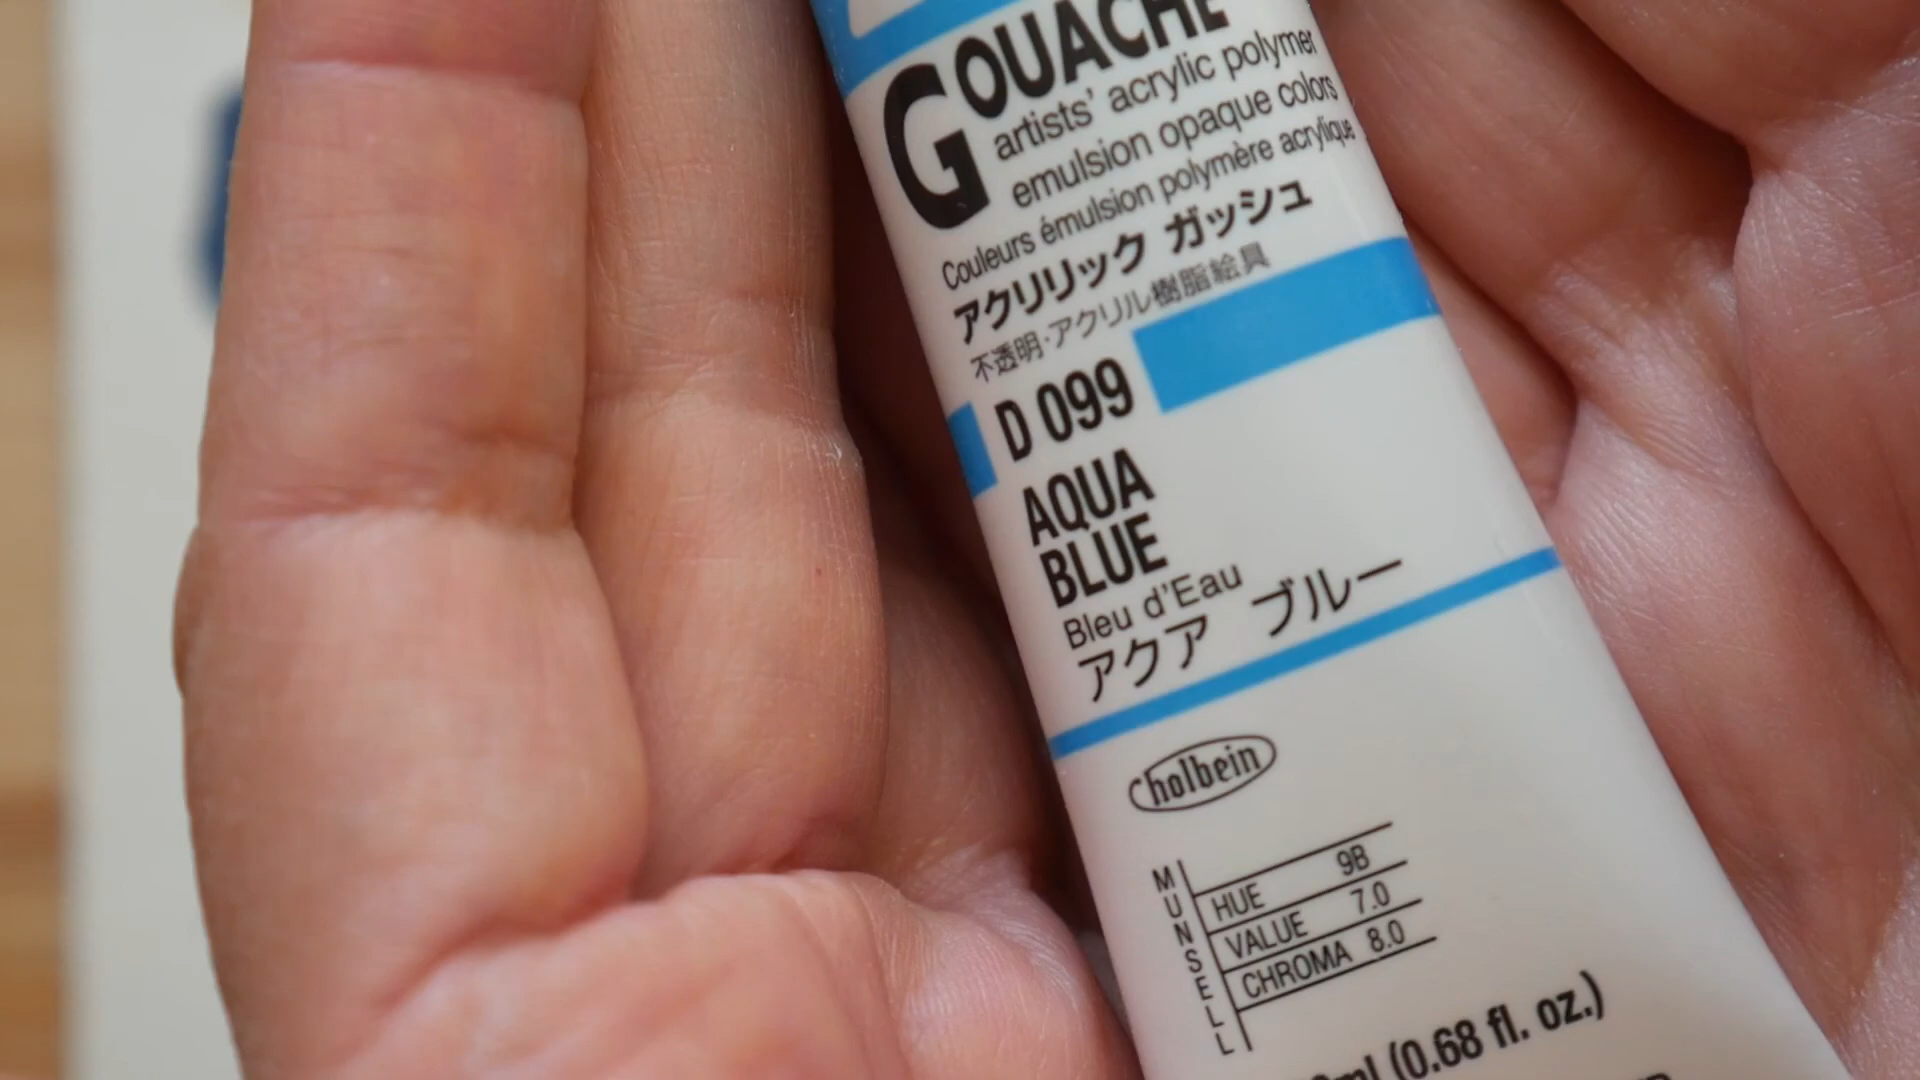 GOUACHE
artists' acrylic polymer
emulsion opaque colors
Couleurs émulsion polymère acrylique
アクリリック ガッシュ
不透明・アクリル樹脂絵具
D 099
AQUA
BLUE
Bleu d'Eau
アクア ブルー
holbein
MUNSELL
HUE 9B
VALUE 7.0
CHROMA 8.0
ml (0.68 fl. oz.)